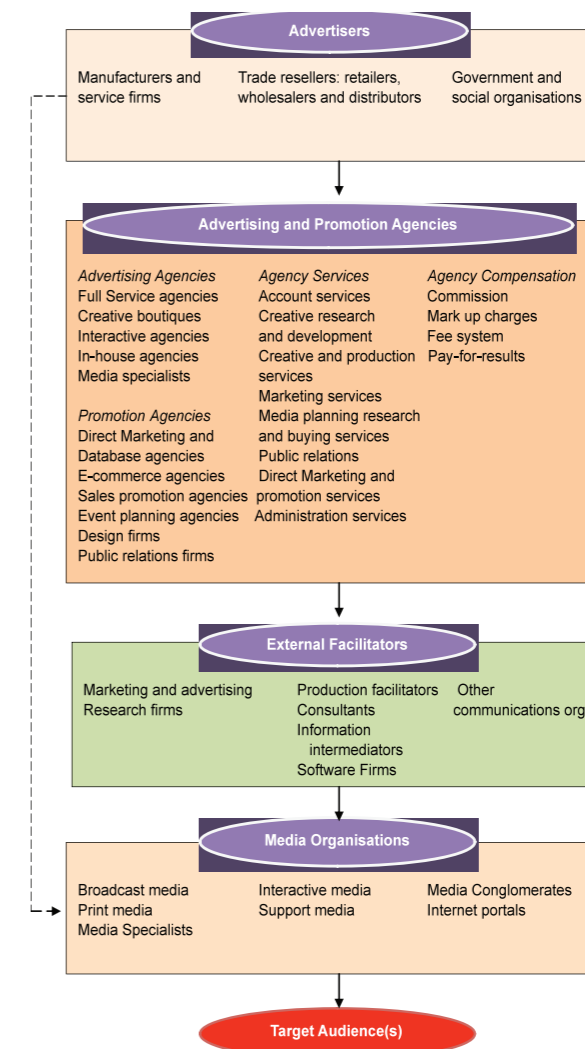 Advertisers
Manufacturers and
service firms
Trade resellers: retailers,
wholesalers and distributors
Government and
social organisations
Advertising and Promotion Agencies
Advertising Agencies
Full Service agencies
Creative boutiques
Interactive agencies
In-house agencies
Media specialists
Promotion Agencies
Direct Marketing and
Database agencies
E-commerce agencies
Sales promotion agencies
Event planning agencies
Design firms
Public relations firms
Agency Services
Account services
Creative research
and development
Creative and production
services
Marketing services
Media planning research
and buying services
Public relations
Direct Marketing and
promotion services
Administration services
Agency Compensation
Commission
Mark up charges
Fee system
Pay-for-results
External Facilitators
Marketing and advertising
Research firms
Production facilitators
Consultants
Information
intermediators
Software Firms
Other
communications org
Media Organisations
Broadcast media
Print media
Media Specialists
Interactive media
Support media
Media Conglomerates
Internet portals
Target Audience(s)